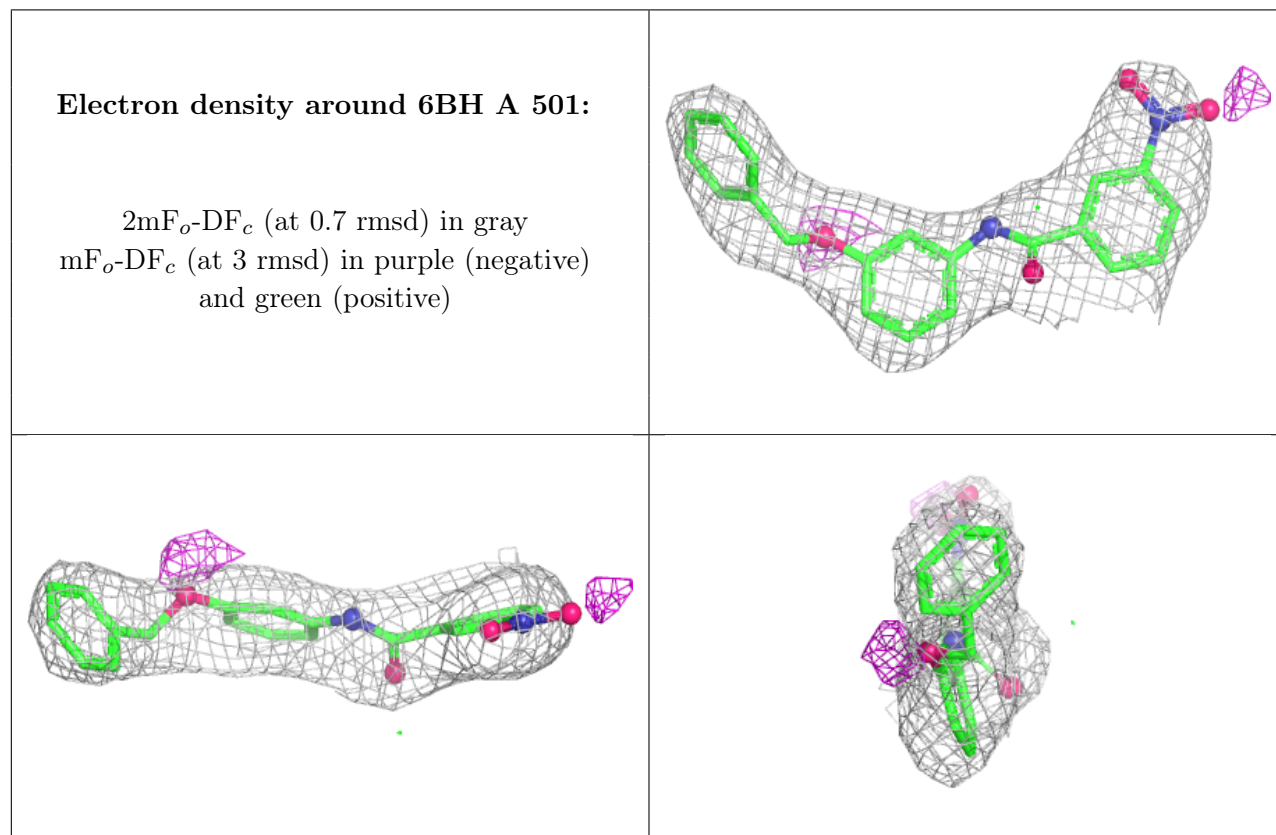 Electron density around 6BH A 501:
2mFo-DFc (at 0.7 rmsd) in gray
mFo-DFc (at 3 rmsd) in purple (negative)
and green (positive)